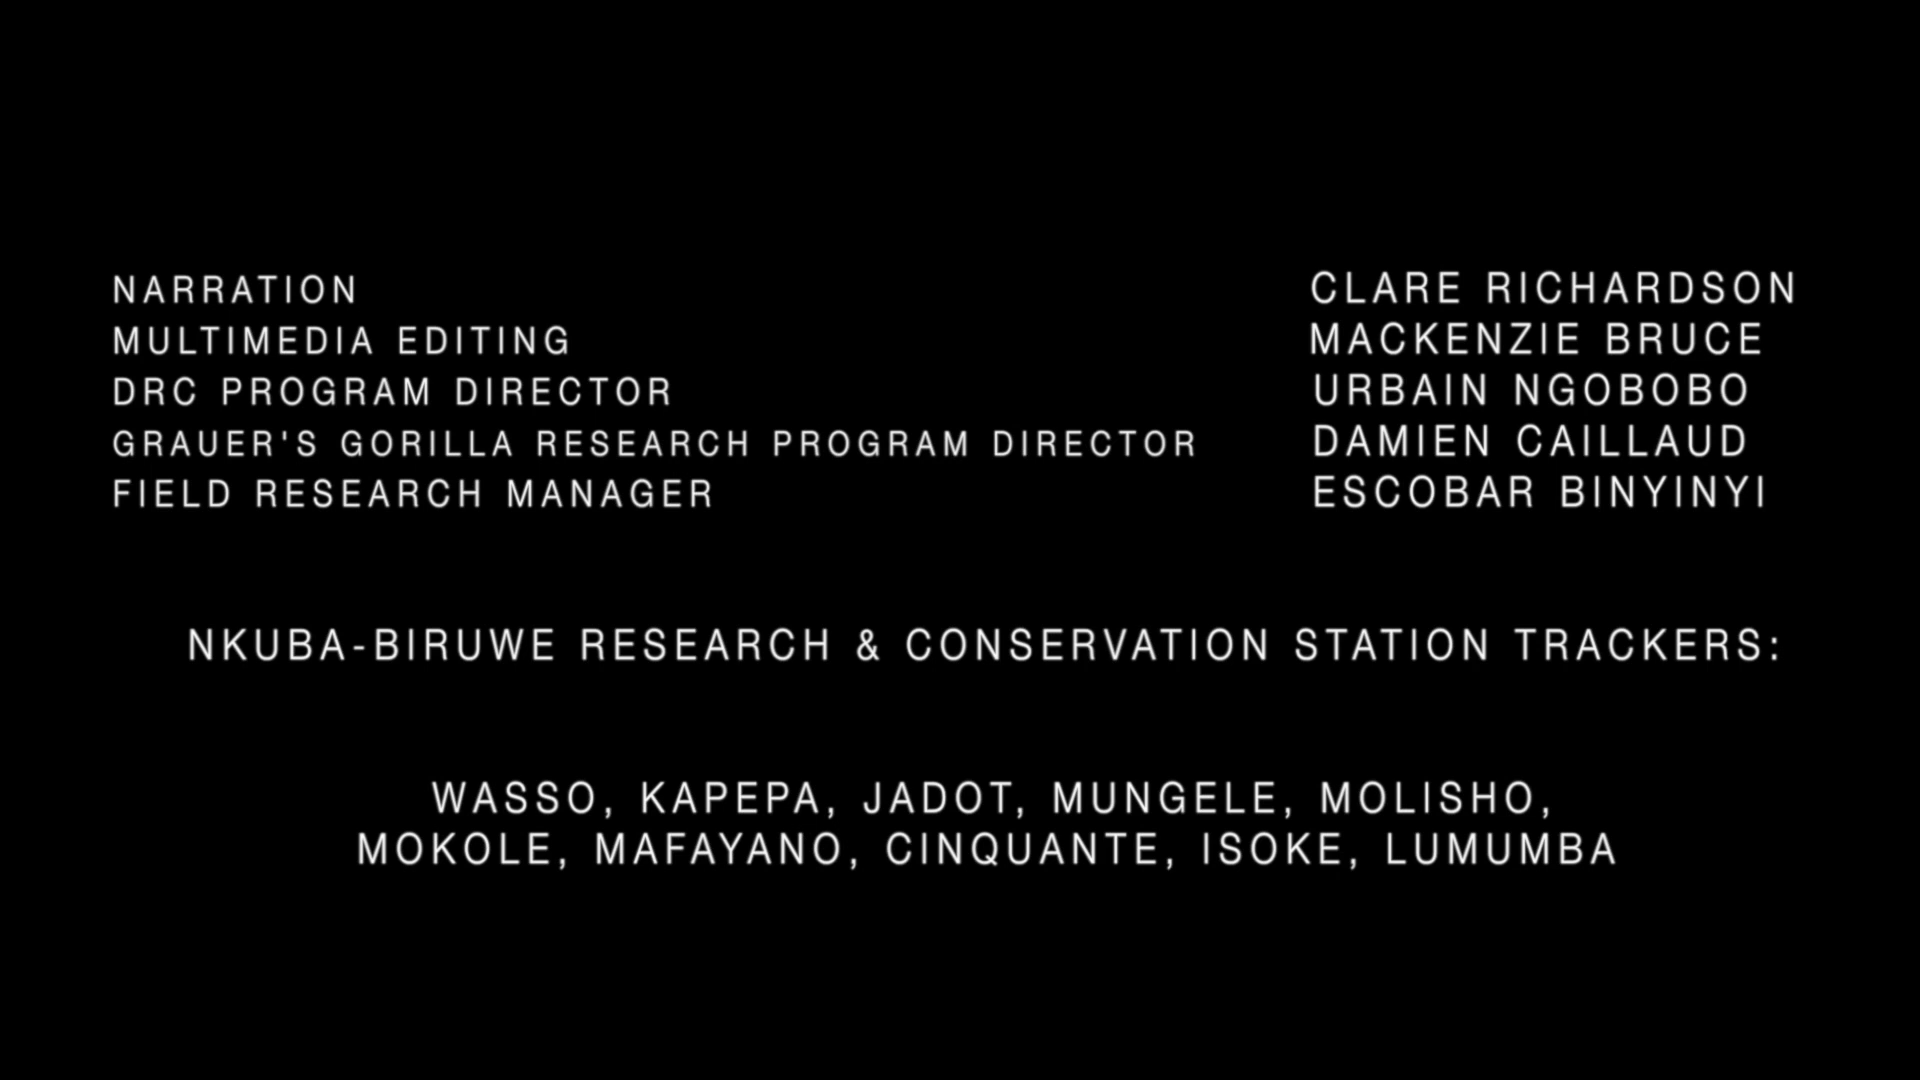 NARRATION CLARE RICHARDSON
MULTIMEDIA EDITING MACKENZIE BRUCE
DRC PROGRAM DIRECTOR URBAIN NGOBOBO
GRAUER'S GORILLA RESEARCH PROGRAM DIRECTOR DAMIEN CAILLAUD
FIELD RESEARCH MANAGER ESCOBAR BINYINYI
NKUBA-BIRUWE RESEARCH & CONSERVATION STATION TRACKERS:
WASSO, KAPEPA, JADOT, MUNGELE, MOLISHO,
MOKOLE, MAFAYANO, CINQUANTE, ISOKE, LUMUMBA